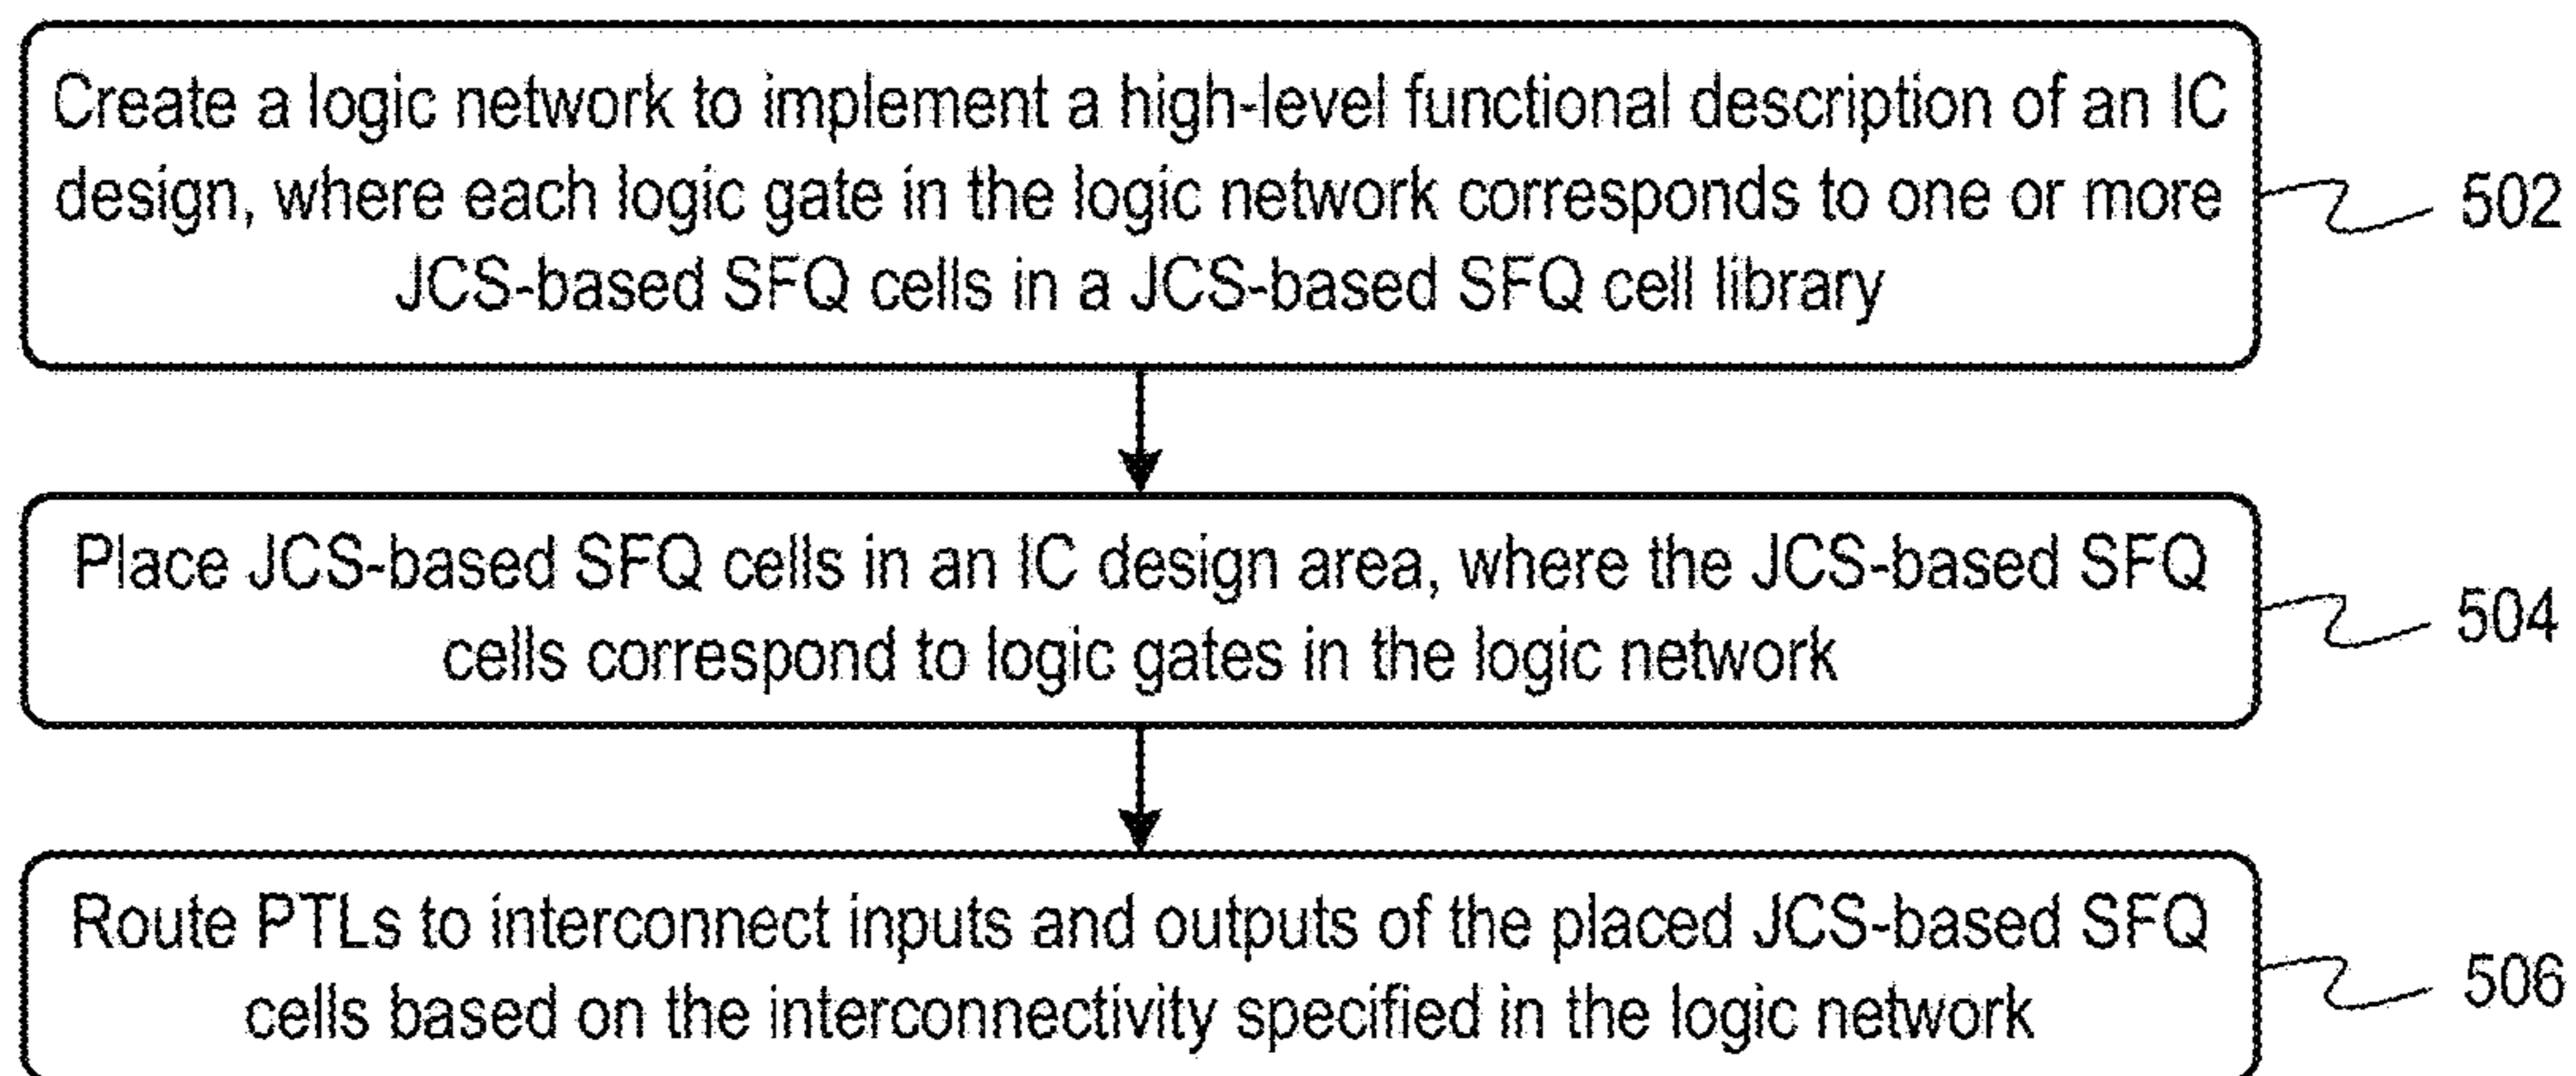 Create a logic network to implement a high-level functional description of an IC
design, where each logic gate in the logic network corresponds to one or more
JCS-based SFQ cells in a JCS-based SFQ cell library
502
Place JCS-based SFQ cells in an IC design area, where the JCS-based SFQ
cells correspond to logic gates in the logic network
504
Route PTLs to interconnect inputs and outputs of the placed JCS-based SFQ
cells based on the interconnectivity specified in the logic network
506